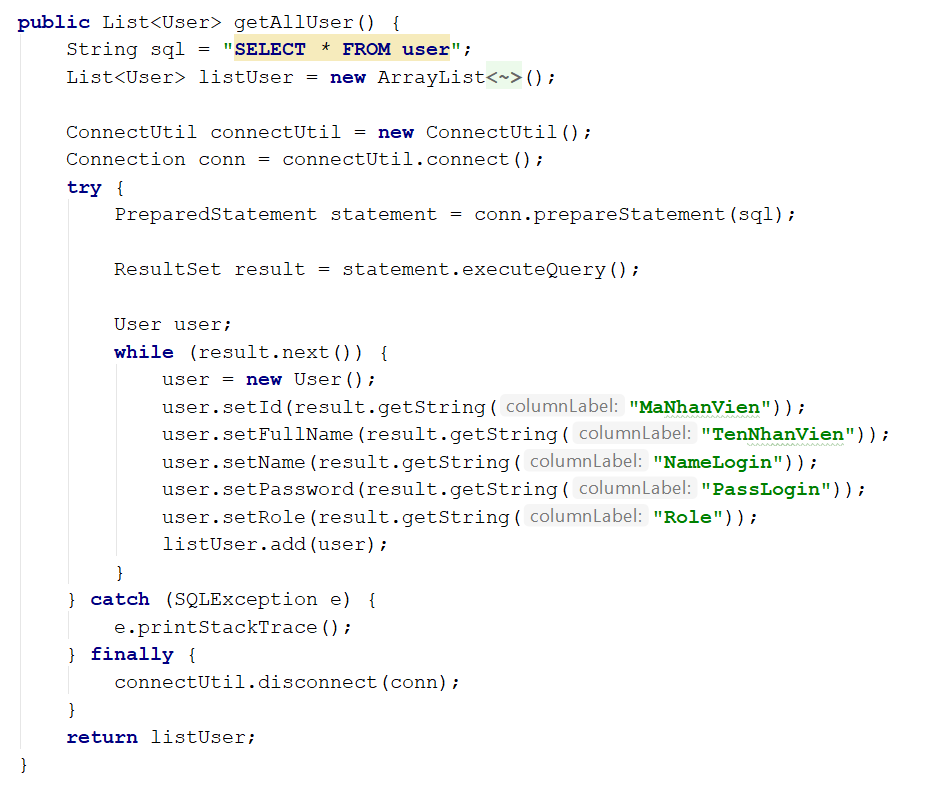 public List<User> getAllUser() {
    String sql = "SELECT * FROM user";
    List<User> listUser = new ArrayList<~>();

    ConnectUtil connectUtil = new ConnectUtil();
    Connection conn = connectUtil.connect();
    try {
        PreparedStatement statement = conn.prepareStatement(sql);

        ResultSet result = statement.executeQuery();

        User user;
        while (result.next()) {
            user = new User();
            user.setId(result.getString( columnLabel: "MaNhanVien"));
            user.setFullName(result.getString( columnLabel: "TenNhanVien"));
            user.setName(result.getString( columnLabel: "NameLogin"));
            user.setPassword(result.getString( columnLabel: "PassLogin"));
            user.setRole(result.getString( columnLabel: "Role"));
            listUser.add(user);
        }
    } catch (SQLException e) {
        e.printStackTrace();
    } finally {
        connectUtil.disconnect(conn);
    }
    return listUser;
}